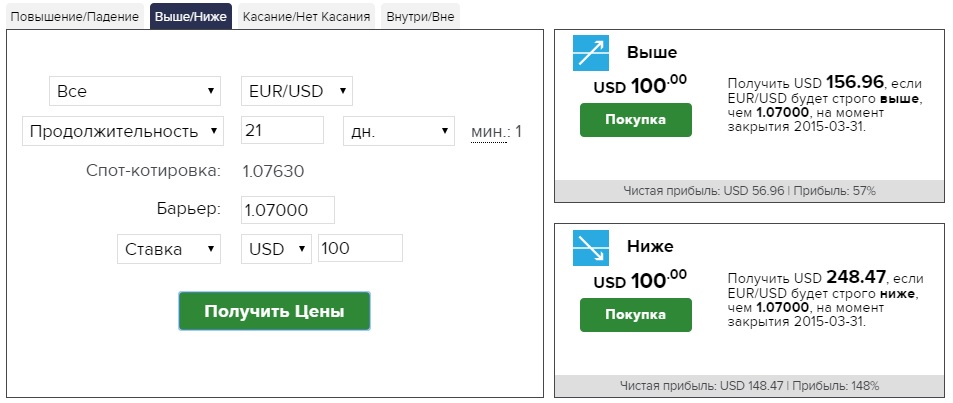 Повышение/Падение Выше/Ниже Касание/Нет Касания Внутри/Вне
Все EUR/USD
Продолжительность 21 дн. мин.: 1
Спот-котировка: 1.07630
Барьер: 1.07000
Ставка USD 100
Получить Цены
Выше
USD 100.00
Покупка
Получить USD 156.96, если
EUR/USD будет строго выше,
чем 1.07000, на момент
закрытия 2015-03-31.
Чистая прибыль: USD 56.96 | Прибыль: 57%
Ниже
USD 100.00
Покупка
Получить USD 248.47, если
EUR/USD будет строго ниже,
чем 1.07000, на момент
закрытия 2015-03-31.
Чистая прибыль: USD 148.47 | Прибыль: 148%